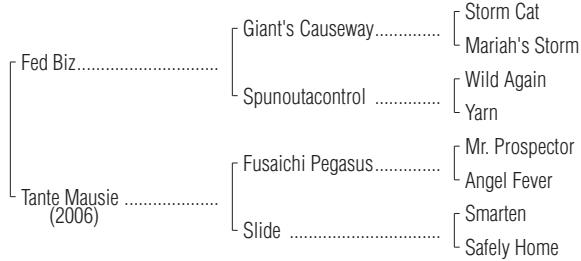 Storm Cat
Giant's Causeway..............
Mariah's Storm
Fed Biz..............................
Wild Again
Spunoutacontrol ..............
Yarn
Mr. Prospector
Fusaichi Pegasus..............
Angel Fever
Tante Mausie ....................
(2006)
Smarten
Slide ................................
Safely Home